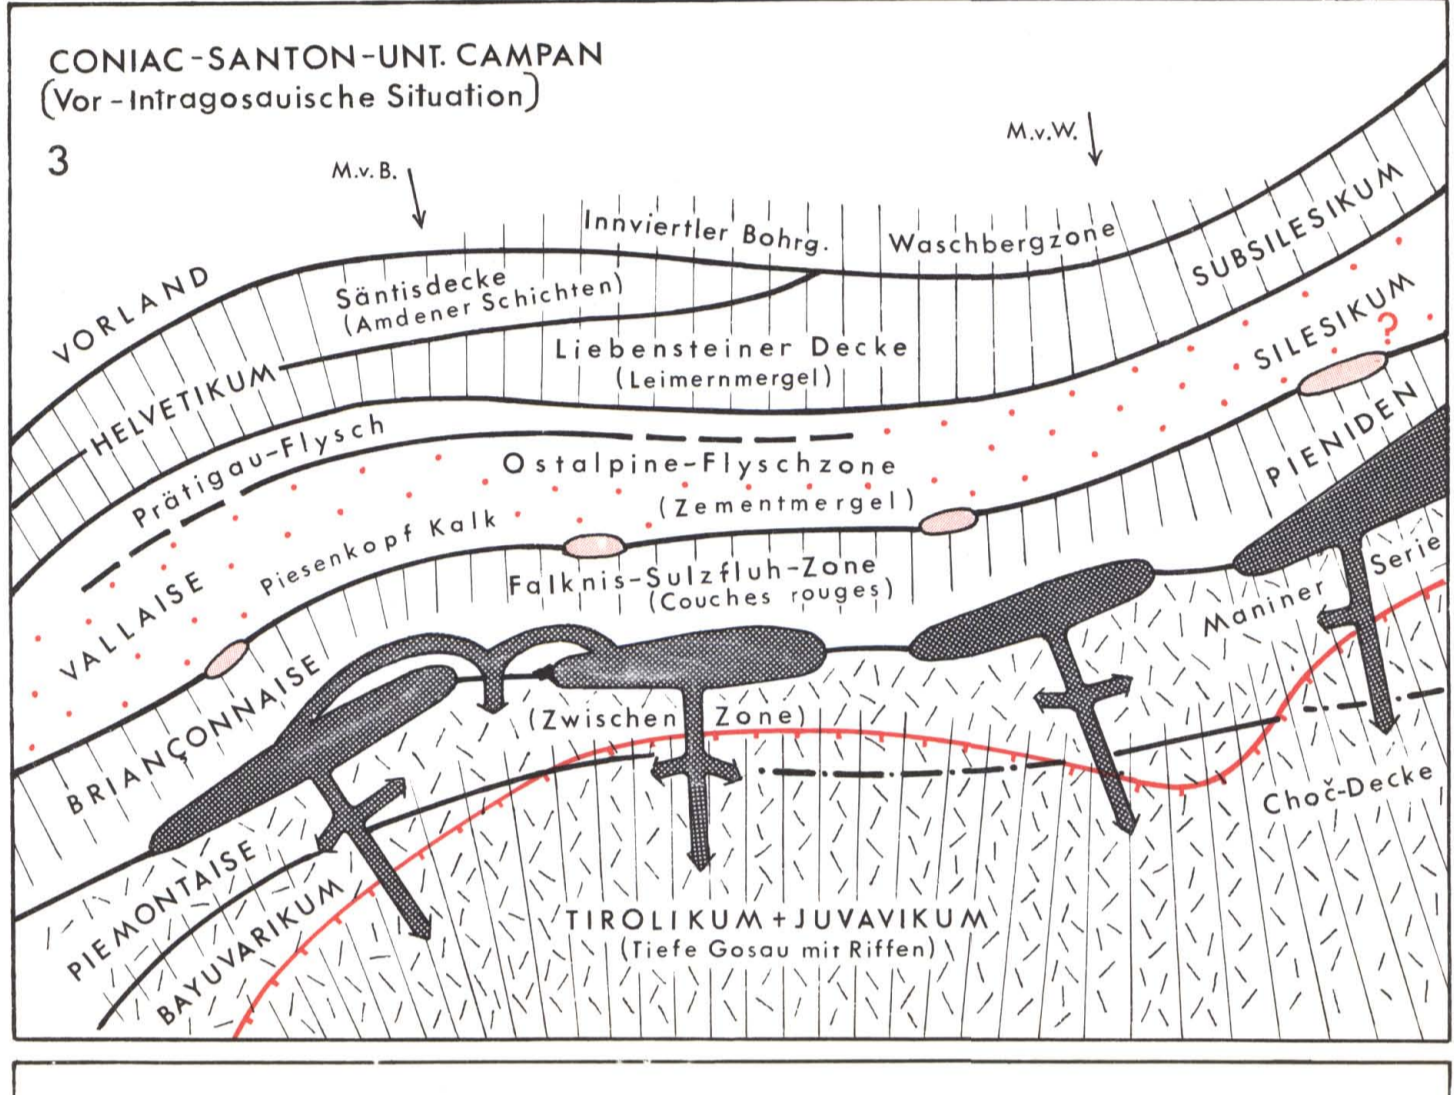 CONIAC-SANTON-UNT. CAMPAN
(Vor-Intragosauische Situation)
3
M.v.B.
M.v.W.
Innviertler Bohrg.
Waschbergzone
SUBSILESIKUM
VORLAND
Säntisdecke
(Amdener Schichten)
SILESIKUM
?
HELVETIKUM
Liebensteiner Decke
(Leimernmergel)
Prätigau-Flysch
PIENIDEN
Ostalpine-Flyschzone
(Zementmergel)
Piesenkopf Kalk
VALLAISE
Falknis-Sulzfluh-Zone
(Couches rouges)
Maniner Serie
BRIANÇONNAISE
(Zwischen Zone)
Choč-Decke
PIEMONTAISE
BAYUVARIKUM
TIROLIKUM + JUVAVIKUM
(Tiefe Gosau mit Riffen)